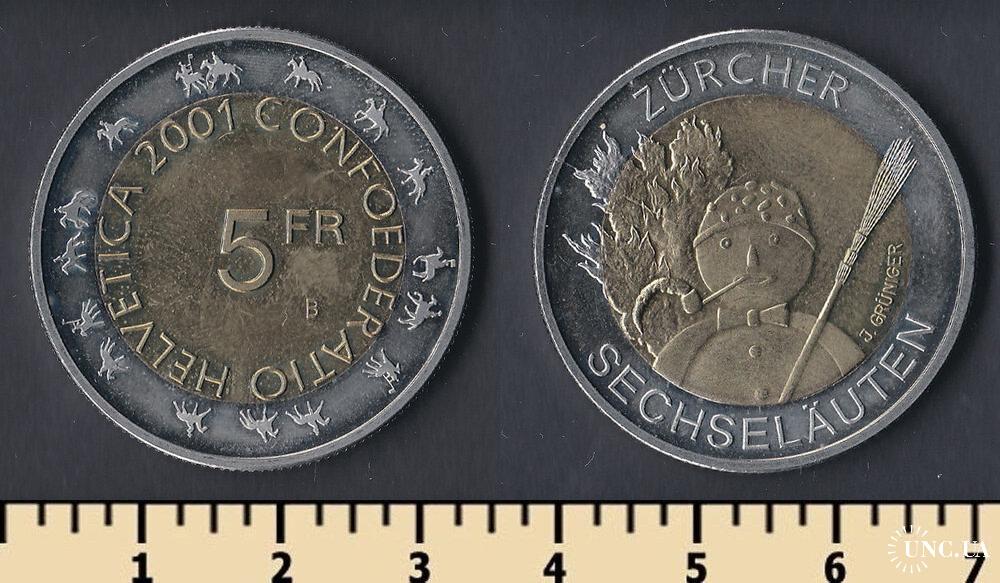 CONFOEDERATIO HELVETICA 2001
5 FR
B
ZÜRCHER
SECHSELÄUTEN
J. GRÜNIGER
1 2 3 4 5 6 7
UNC.UA